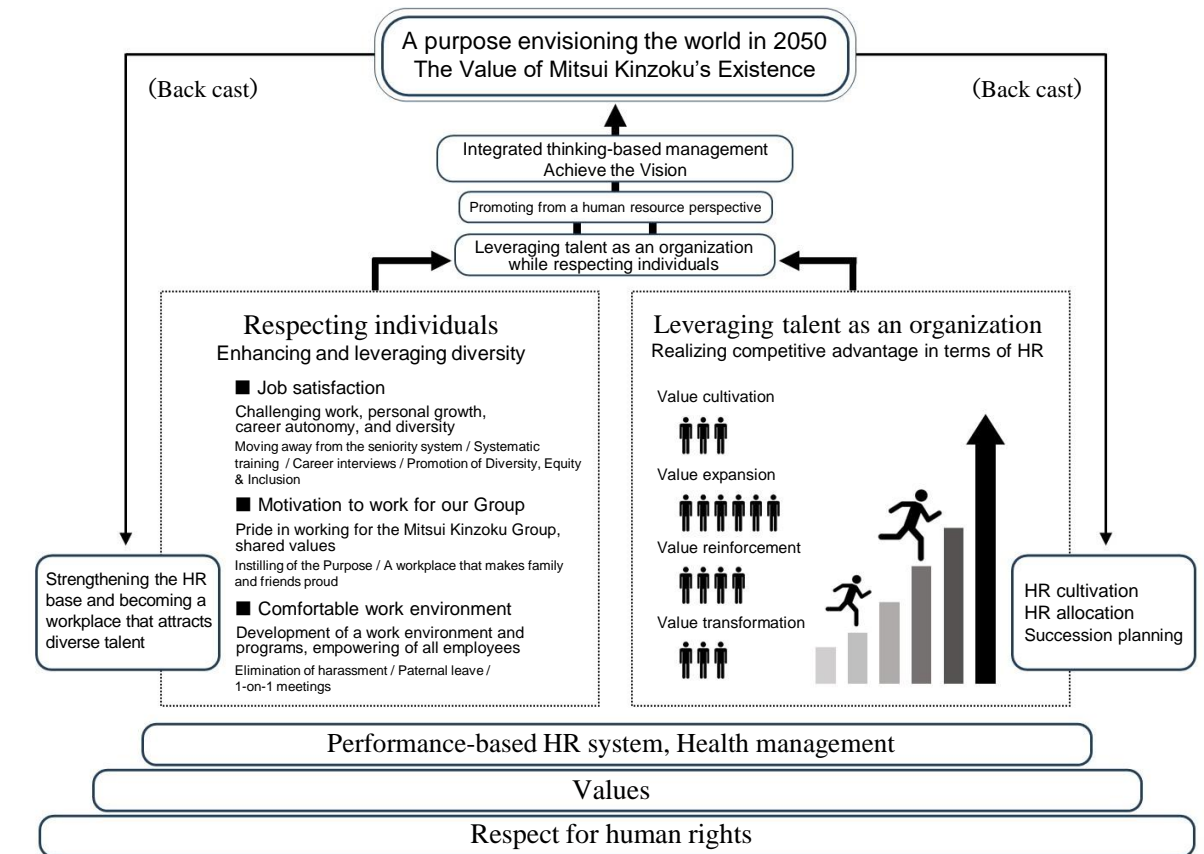 A purpose envisioning the world in 2050
The Value of Mitsui Kinzoku's Existence
(Back cast)
(Back cast)
Integrated thinking-based management
Achieve the Vision
Promoting from a human resource perspective
Leveraging talent as an organization
while respecting individuals
Respecting individuals
Enhancing and leveraging diversity
■ Job satisfaction
Challenging work, personal growth,
career autonomy, and diversity
Moving away from the seniority system / Systematic
training / Career interviews / Promotion of Diversity, Equity
& Inclusion
■ Motivation to work for our Group
Pride in working for the Mitsui Kinzoku Group,
shared values
Instilling of the Purpose / A workplace that makes family
and friends proud
■ Comfortable work environment
Development of a work environment and
programs, empowering of all employees
Elimination of harassment / Paternal leave /
1-on-1 meetings
Leveraging talent as an organization
Realizing competitive advantage in terms of HR
Value cultivation
Value expansion
Value reinforcement
Value transformation
Strengthening the HR
base and becoming a
workplace that attracts
diverse talent
HR cultivation
HR allocation
Succession planning
Performance-based HR system, Health management
Values
Respect for human rights